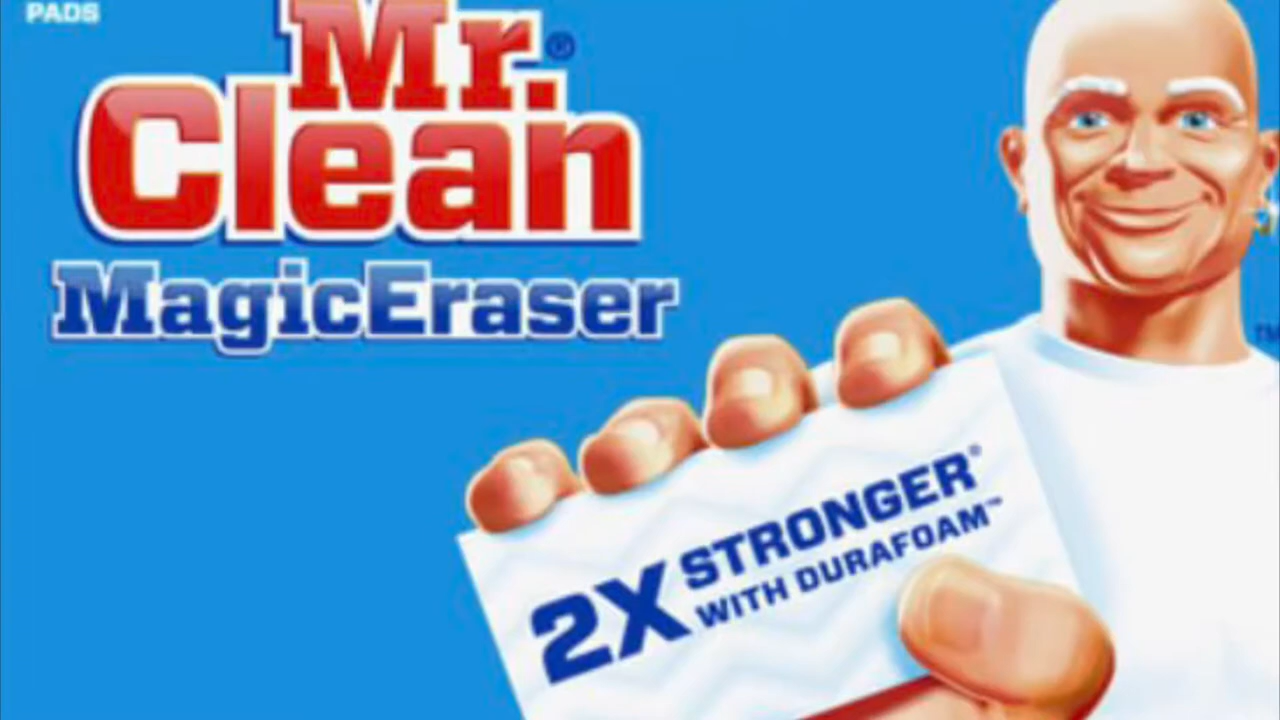 PADS
Mr.®
Clean
MagicEraser
TM
2X STRONGER®
WITH DURAFOAM™